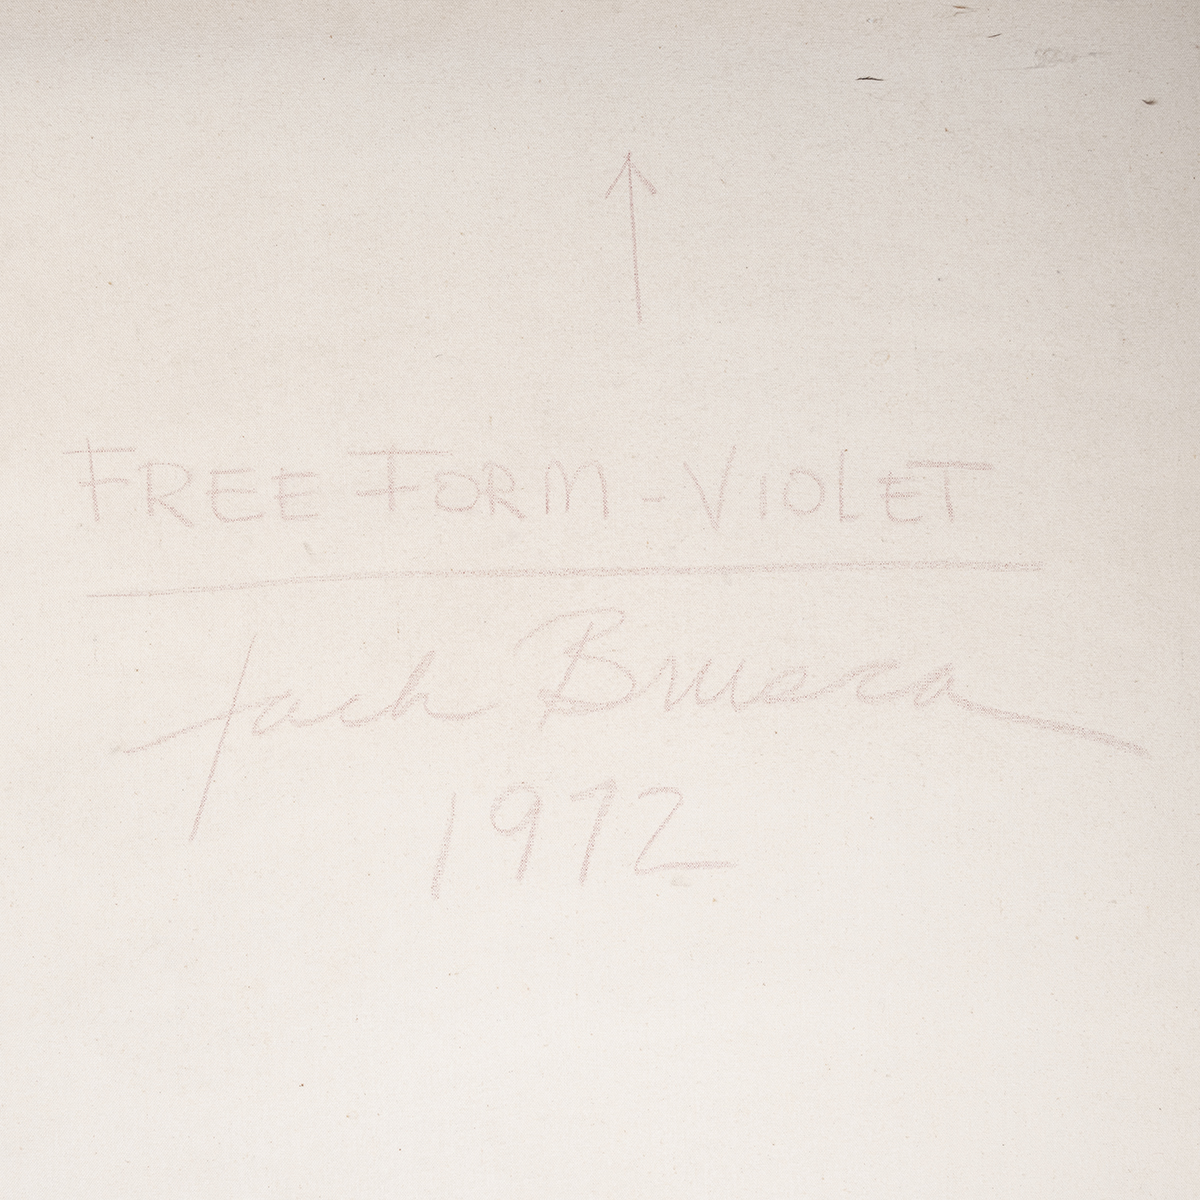 FREE FORM - VIOLET
Jack Brusca
1972